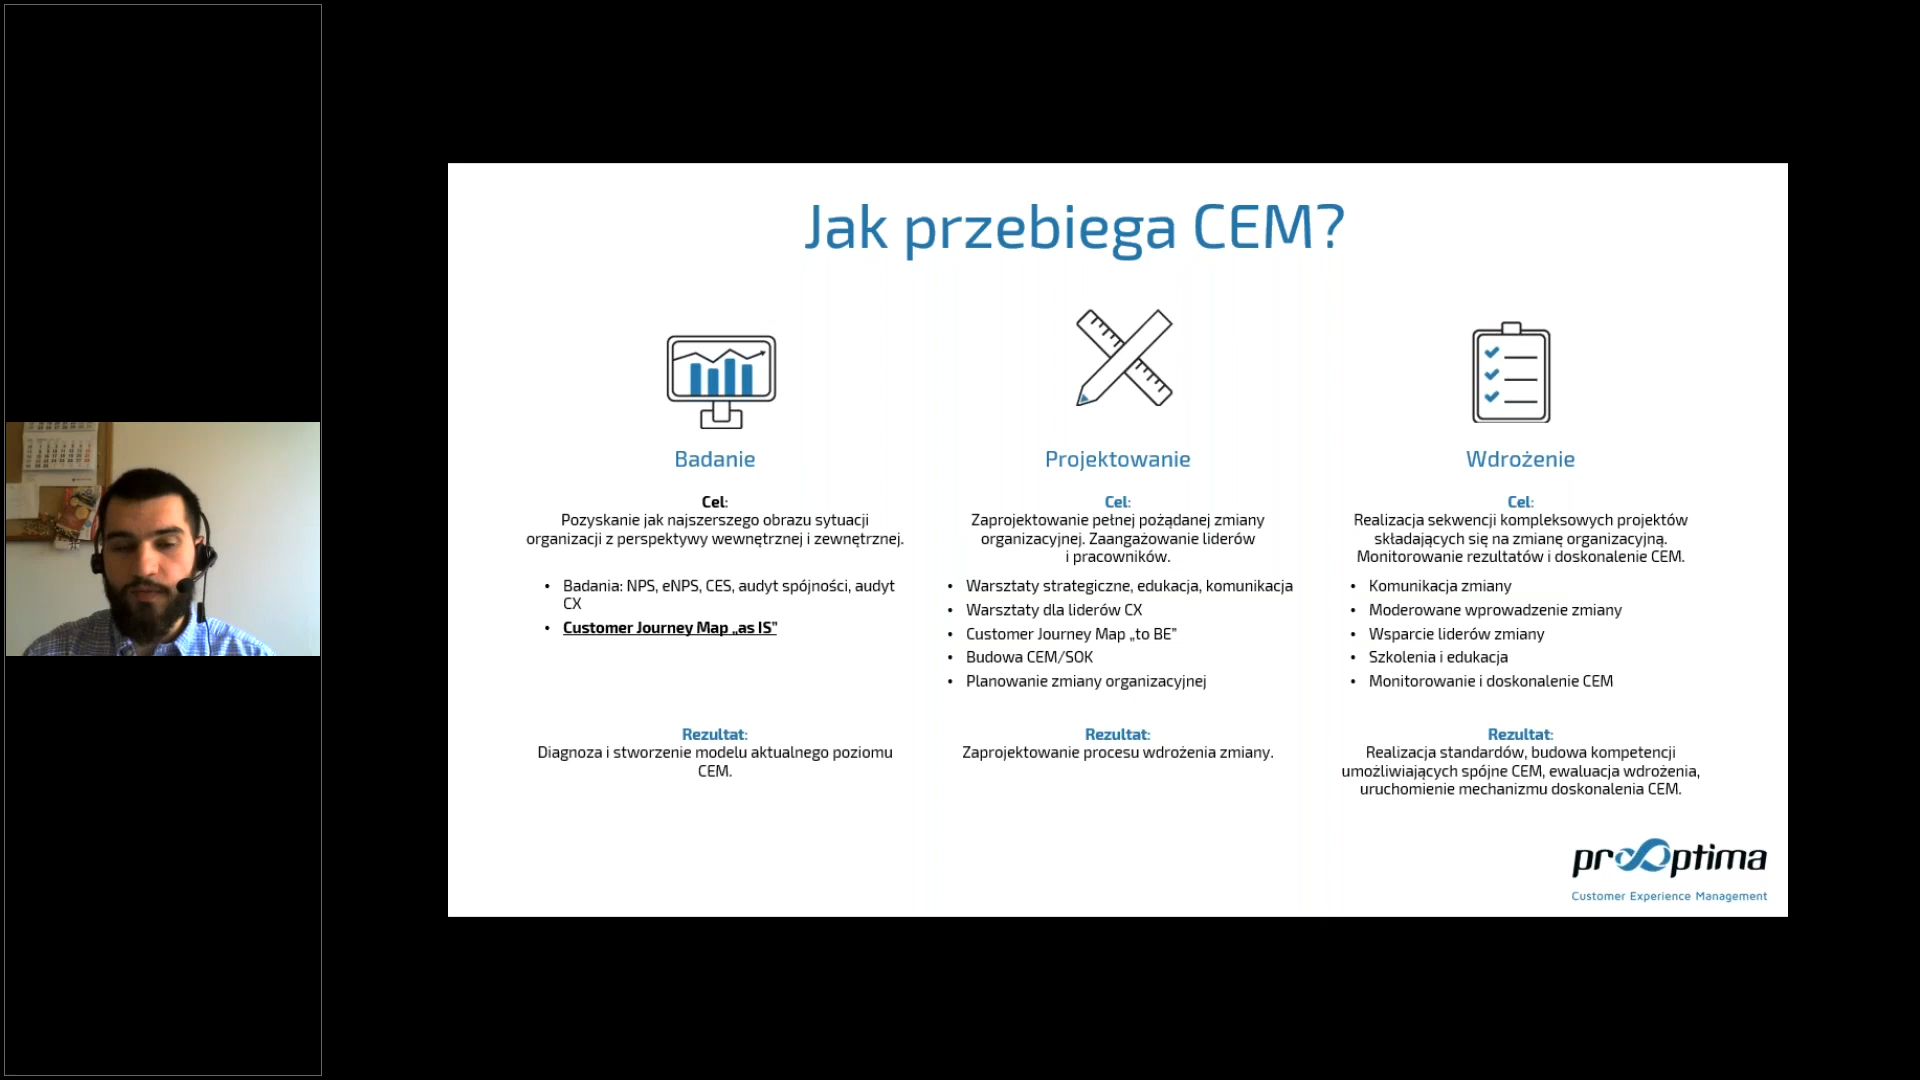 Jak przebiega CEM?
Badanie
Cel:
Pozyskanie jak najszerszego obrazu sytuacji
organizacji z perspektywy wewnętrznej i zewnętrznej.
• Badania: NPS, eNPS, CES, audyt spójności, audyt
CX
• Customer Journey Map „as IS”
Rezultat:
Diagnoza i stworzenie modelu aktualnego poziomu
CEM.
Projektowanie
Cel:
Zaprojektowanie pełnej pożądanej zmiany
organizacyjnej. Zaangażowanie liderów
i pracowników.
• Warsztaty strategiczne, edukacja, komunikacja
• Warsztaty dla liderów CX
• Customer Journey Map „to BE”
• Budowa CEM/SOK
• Planowanie zmiany organizacyjnej
Rezultat:
Zaprojektowanie procesu wdrożenia zmiany.
Wdrożenie
Cel:
Realizacja sekwencji kompleksowych projektów
składających się na zmianę organizacyjną.
Monitorowanie rezultatów i doskonalenie CEM.
• Komunikacja zmiany
• Moderowane wprowadzenie zmiany
• Wsparcie liderów zmiany
• Szkolenia i edukacja
• Monitorowanie i doskonalenie CEM
Rezultat:
Realizacja standardów, budowa kompetencji
umożliwiających spójne CEM, ewaluacja wdrożenia,
uruchomienie mechanizmu doskonalenia CEM.
prooptima
Customer Experience Management